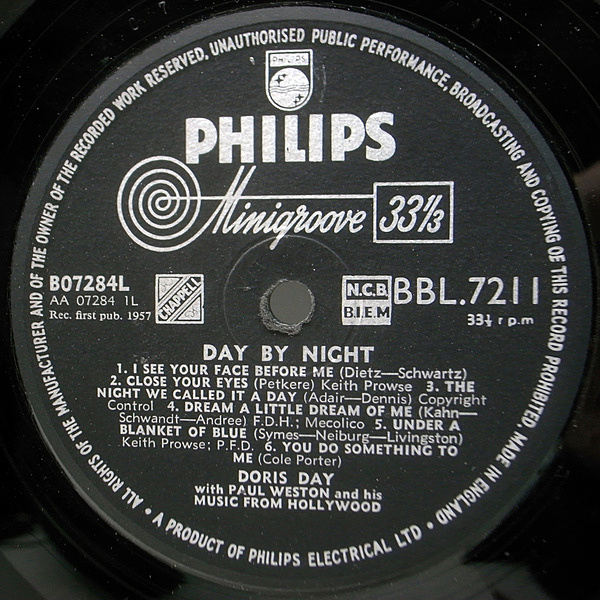 ALL RIGHTS OF THE MANUFACTURER AND OF THE OWNER OF THE RECORDED WORK RESERVED, UNAUTHORISED PUBLIC PERFORMANCE, BROADCASTING AND COPYING OF THIS RECORD PROHIBITED. MADE IN ENGLAND
PHILIPS
PHILIPS
Minigroove 33⅓
B07284L
AA 07284 1L
Rec. first pub. 1957
CHAPPELL
N.C.B.
B.I.E.M
BBL.7211
33⅓ r p m
DAY BY NIGHT
1. I SEE YOUR FACE BEFORE ME (Dietz—Schwartz)
2. CLOSE YOUR EYES (Petkere) Keith Prowse 3. THE
NIGHT WE CALLED IT A DAY (Adair—Dennis) Copyright
Control 4. DREAM A LITTLE DREAM OF ME (Kahn—
Schwandt—Andree) F.D.H.; Mecolico 5. UNDER A
BLANKET OF BLUE (Symes—Neiburg—Livingston)
Keith Prowse; P.F.D. 6. YOU DO SOMETHING TO
ME (Cole Porter)
DORIS DAY
with PAUL WESTON and his
MUSIC FROM HOLLYWOOD
• A PRODUCT OF PHILIPS ELECTRICAL LTD •
C 7